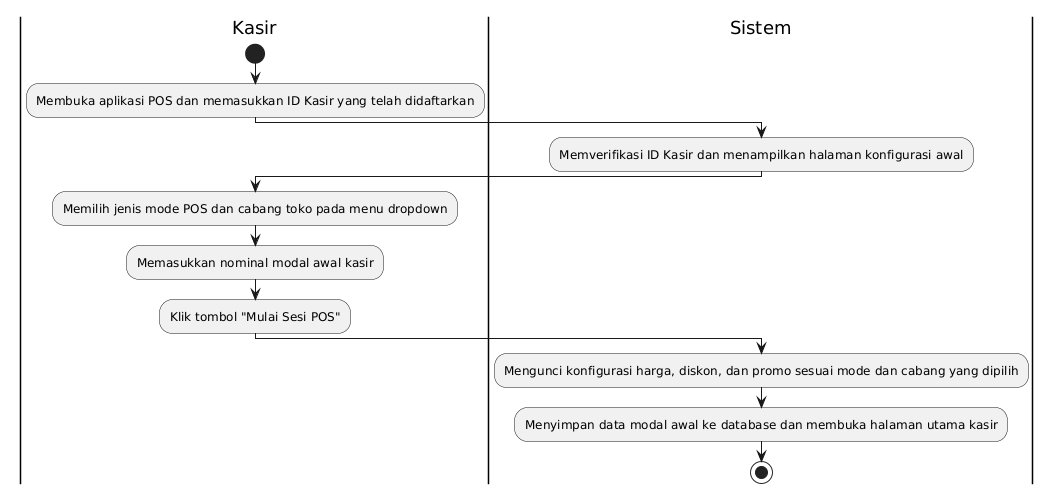 Kasir
Sistem
Membuka aplikasi POS dan memasukkan ID Kasir yang telah didaftarkan
Memverifikasi ID Kasir dan menampilkan halaman konfigurasi awal
Memilih jenis mode POS dan cabang toko pada menu dropdown
Memasukkan nominal modal awal kasir
Klik tombol "Mulai Sesi POS"
Mengunci konfigurasi harga, diskon, dan promo sesuai mode dan cabang yang dipilih
Menyimpan data modal awal ke database dan membuka halaman utama kasir